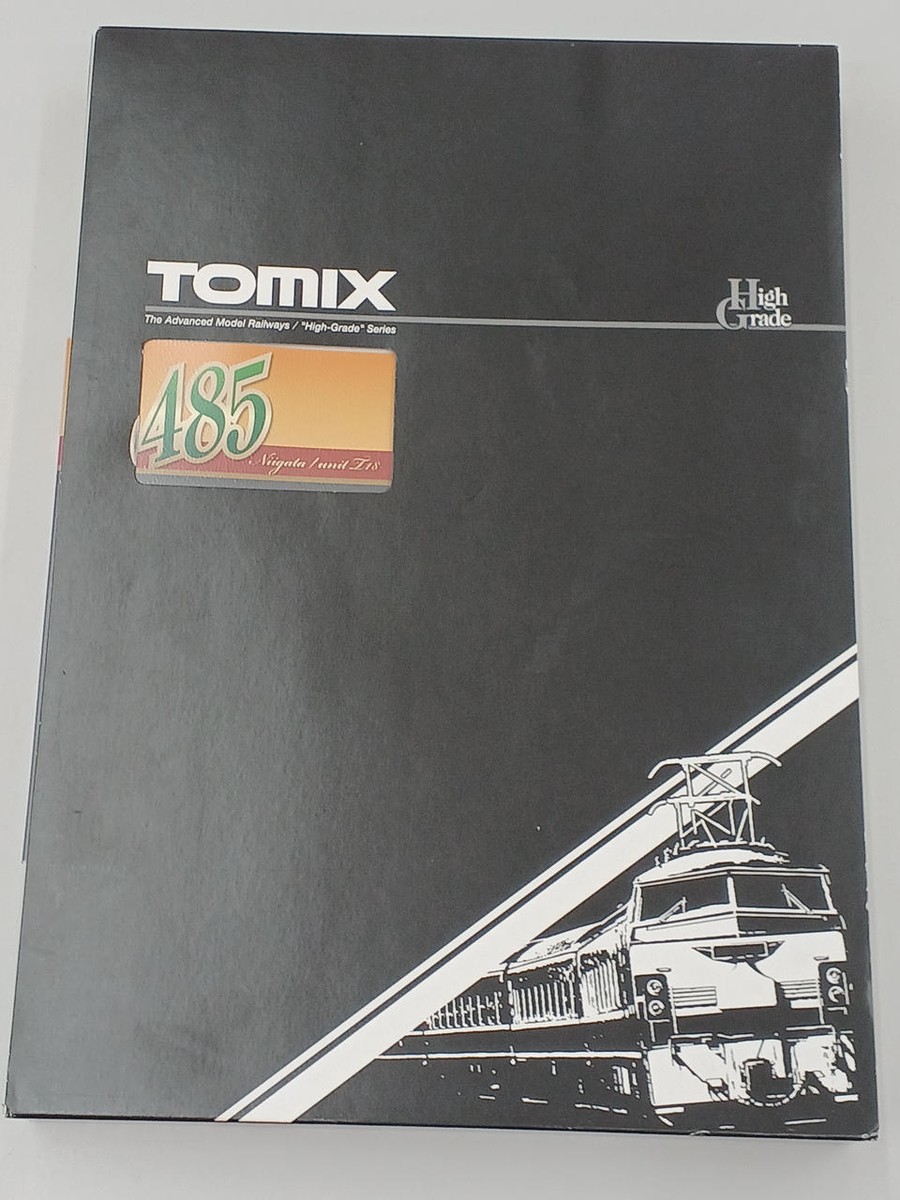 TOMIX
The Advanced Model Railways / "High-Grade" Series
High
Grade
485
Niigata / unit T18